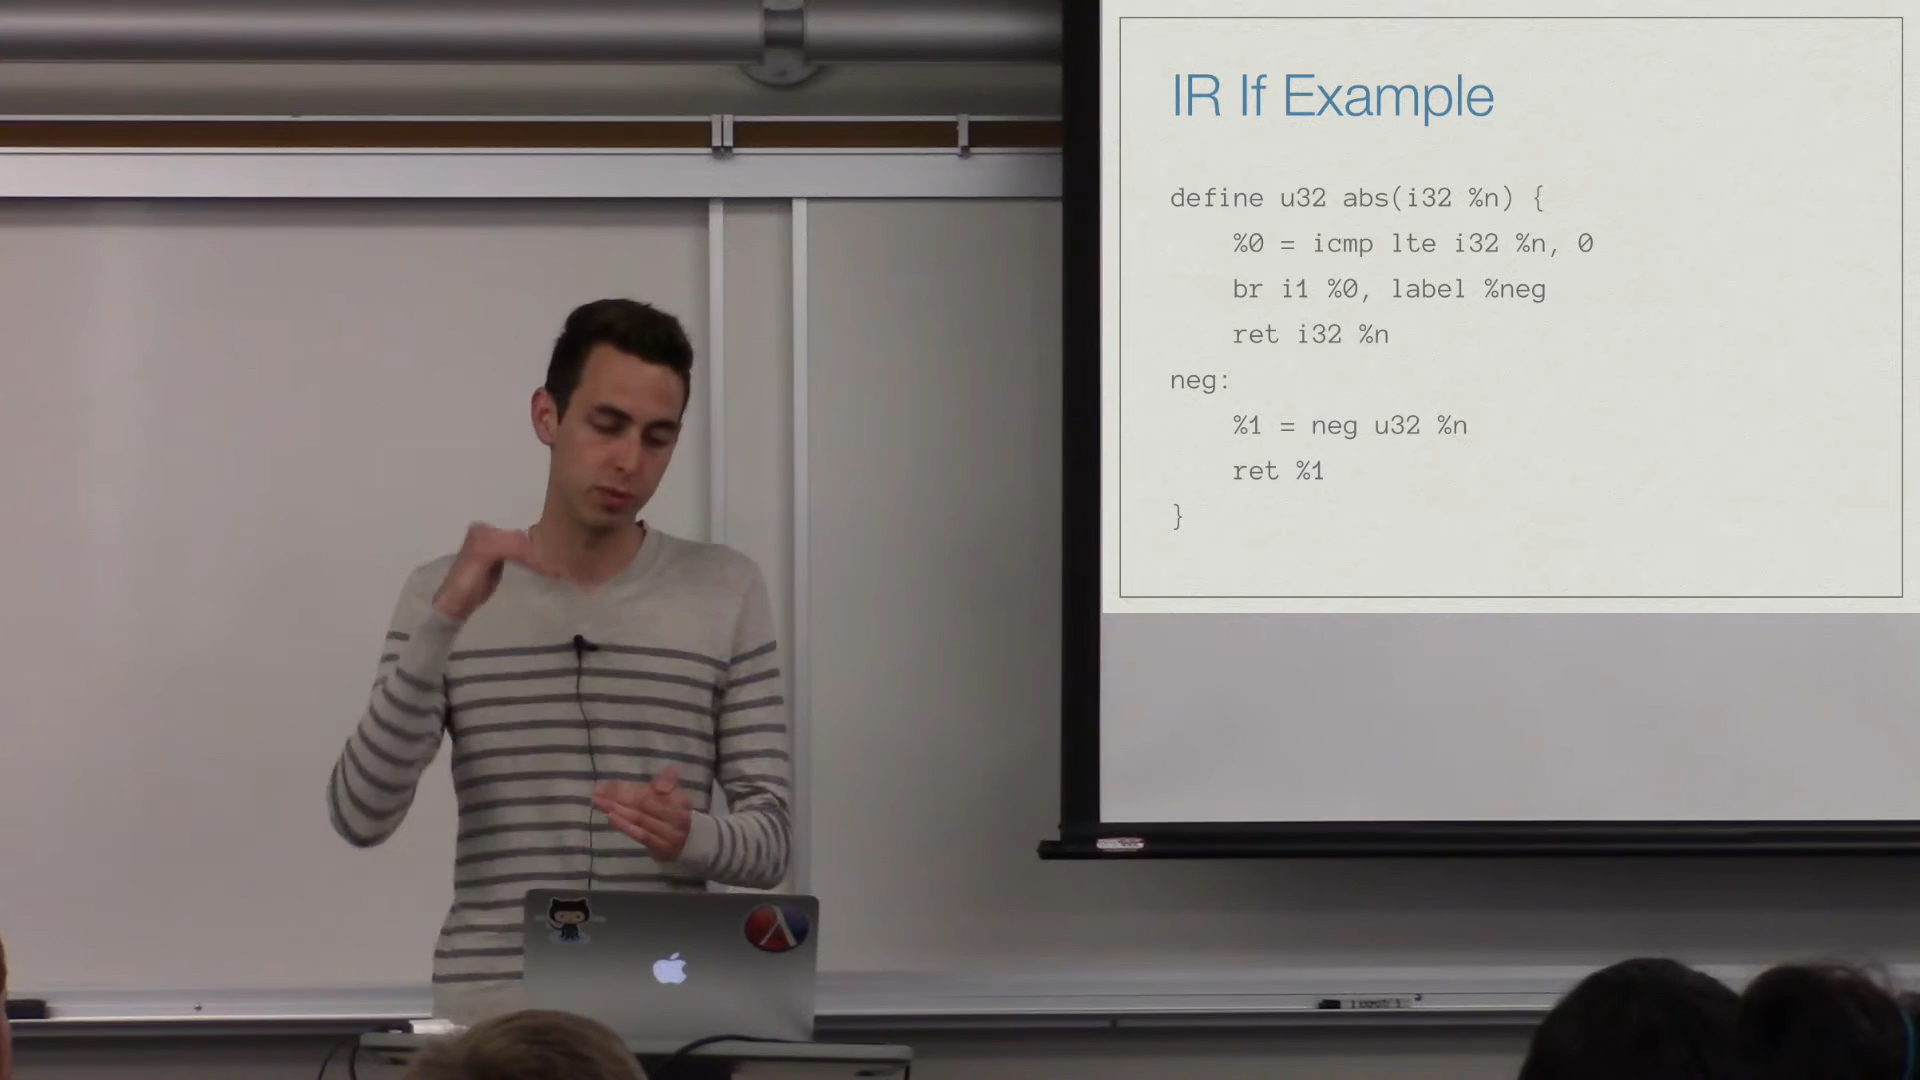 IR If Example
define u32 abs(i32 %n) {
%0 = icmp lte i32 %n, 0
br i1 %0, label %neg
ret i32 %n
neg:
%1 = neg u32 %n
ret %1
}